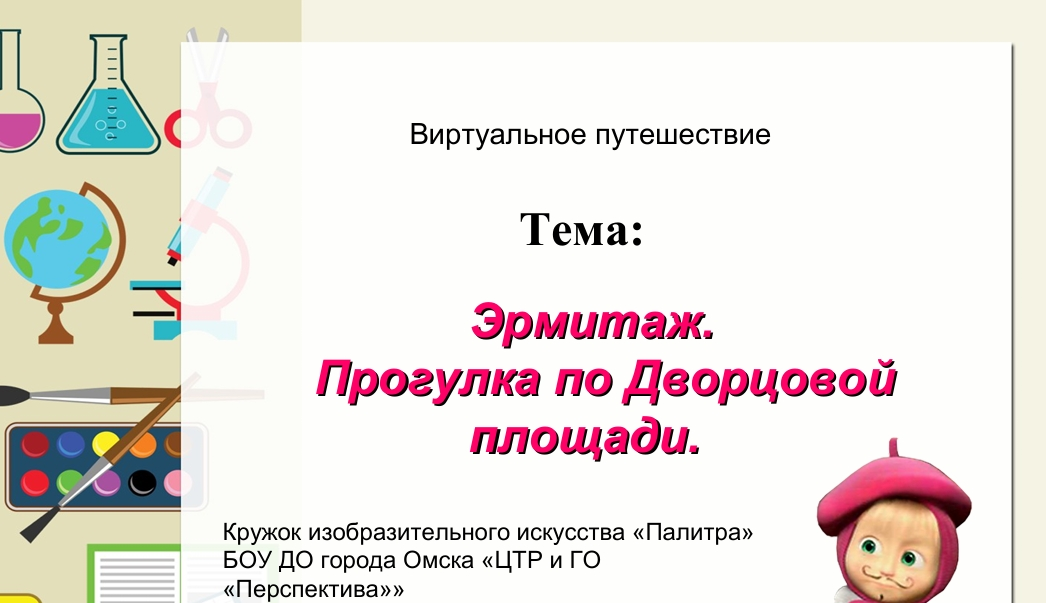 Виртуальное путешествие
Тема:
Эрмитаж.
Прогулка по Дворцовой
площади.
Кружок изобразительного искусства «Палитра»
БОУ ДО города Омска «ЦТР и ГО
«Перспектива»»